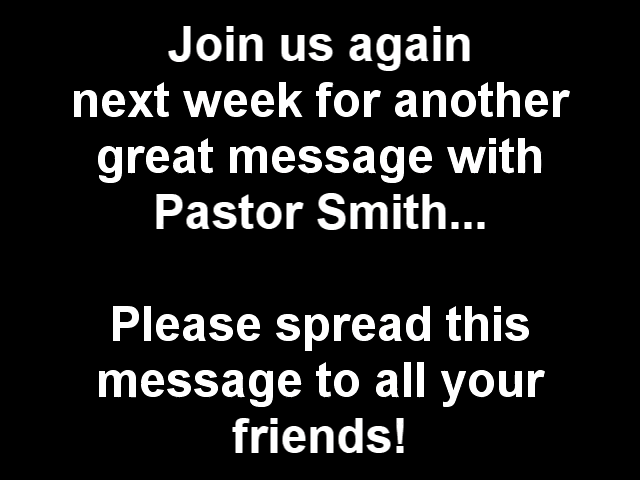 Join us again
next week for another
great message with
Pastor Smith...
Please spread this
message to all your
friends!